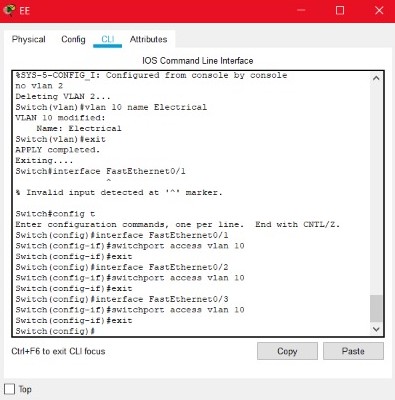 EE
Physical Config CLI Attributes
IOS Command Line Interface
%SYS-5-CONFIG_I: Configured from console by console
no vlan 2
Deleting VLAN 2...
Switch(vlan)#vlan 10 name Electrical
VLAN 10 modified:
Name: Electrical
Switch(vlan)#exit
APPLY completed.
Exiting....
Switch#interface FastEthernet0/1
^
% Invalid input detected at '^' marker.
Switch#config t
Enter configuration commands, one per line. End with CNTL/Z.
Switch(config)#interface FastEthernet0/1
Switch(config-if)#switchport access vlan 10
Switch(config-if)#exit
Switch(config)#interface FastEthernet0/2
Switch(config-if)#switchport access vlan 10
Switch(config-if)#exit
Switch(config)#interface FastEthernet0/3
Switch(config-if)#switchport access vlan 10
Switch(config-if)#exit
Switch(config)#
Ctrl+F6 to exit CLI focus
Copy Paste
Top